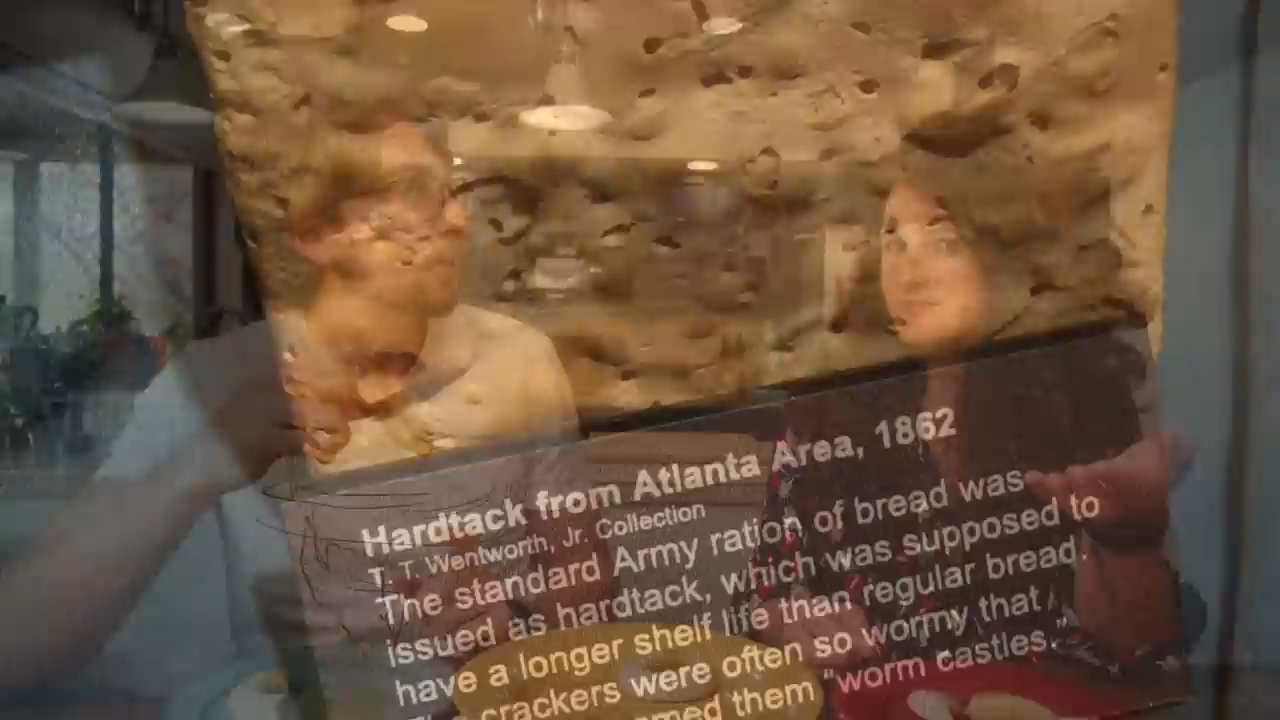 Hardtack from Atlanta Area, 1862
T. T. Wentworth, Jr. Collection
The standard Army ration of bread was
issued as hardtack, which was supposed to
have a longer shelf life than regular bread.
crackers were often so wormy that
them "worm castles."